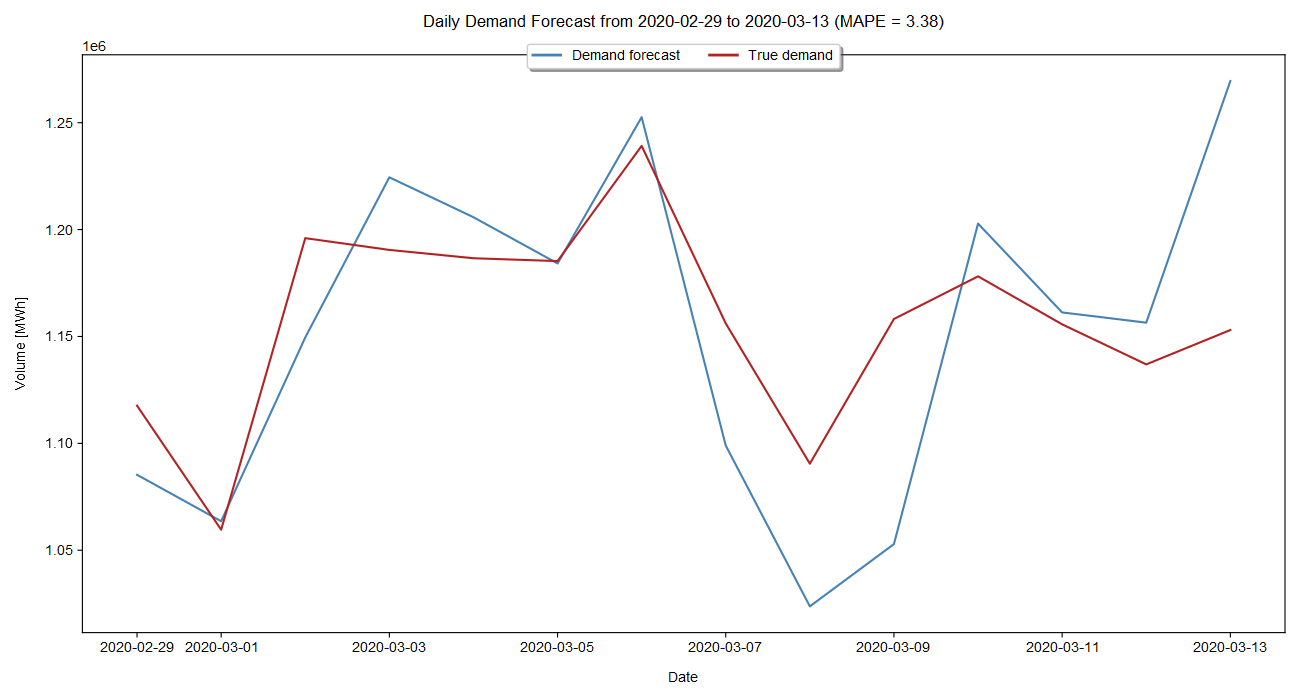 Daily Demand Forecast from 2020-02-29 to 2020-03-13 (MAPE = 3.38)
1e6
Demand forecast True demand
1.25
1.20
1.15
1.10
1.05
Volume [MWh]
2020-02-29 2020-03-01 2020-03-03 2020-03-05 2020-03-07 2020-03-09 2020-03-11 2020-03-13
Date